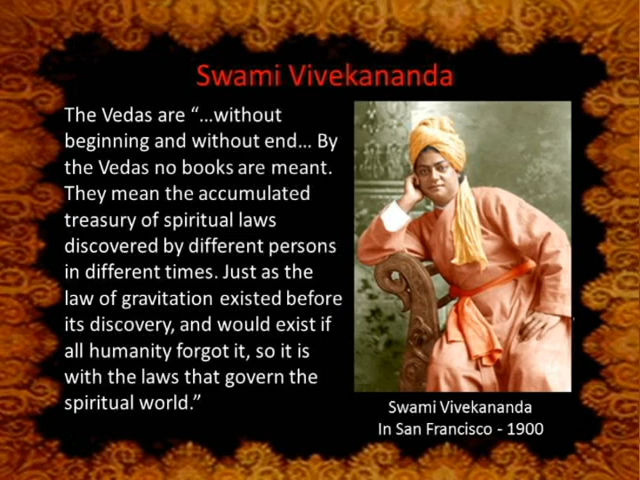 Swami Vivekananda
The Vedas are “…without
beginning and without end… By
the Vedas no books are meant.
They mean the accumulated
treasury of spiritual laws
discovered by different persons
in different times. Just as the
law of gravitation existed before
its discovery, and would exist if
all humanity forgot it, so it is
with the laws that govern the
spiritual world.”
Swami Vivekananda
In San Francisco - 1900